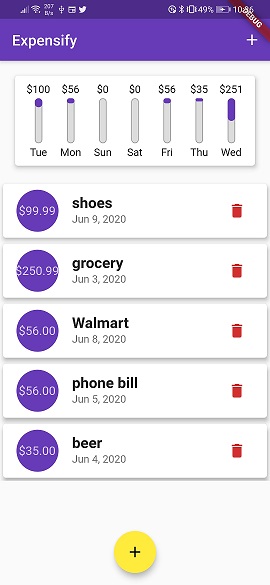 207
B/s
49%
10:36
DEBUG
Expensify
+
$100 $56 $0 $0 $56 $35 $251
Tue Mon Sun Sat Fri Thu Wed
$99.99
shoes
Jun 9, 2020
$250.99
grocery
Jun 3, 2020
$56.00
Walmart
Jun 8, 2020
$56.00
phone bill
Jun 5, 2020
$35.00
beer
Jun 4, 2020
+